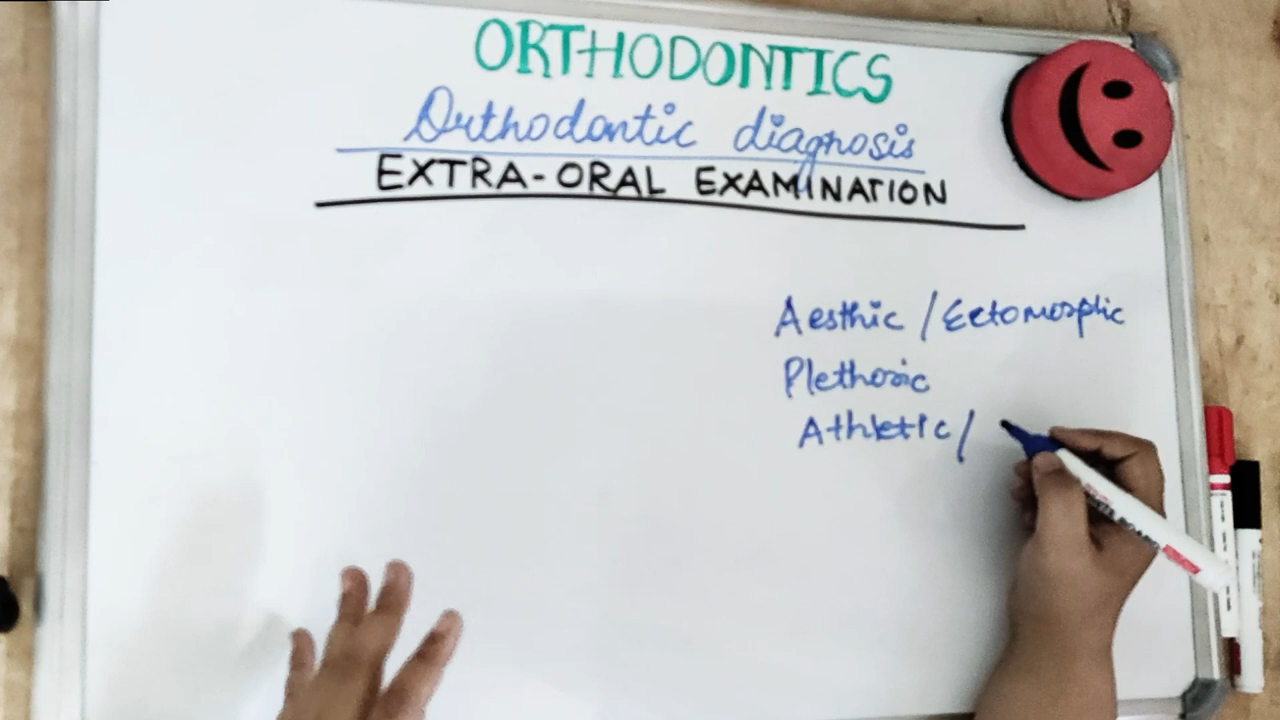 ORTHODONTICS
Orthodontic diagnosis
EXTRA-ORAL EXAMINATION
Aesthic / Ectomorphic
Plethoric
Athletic /